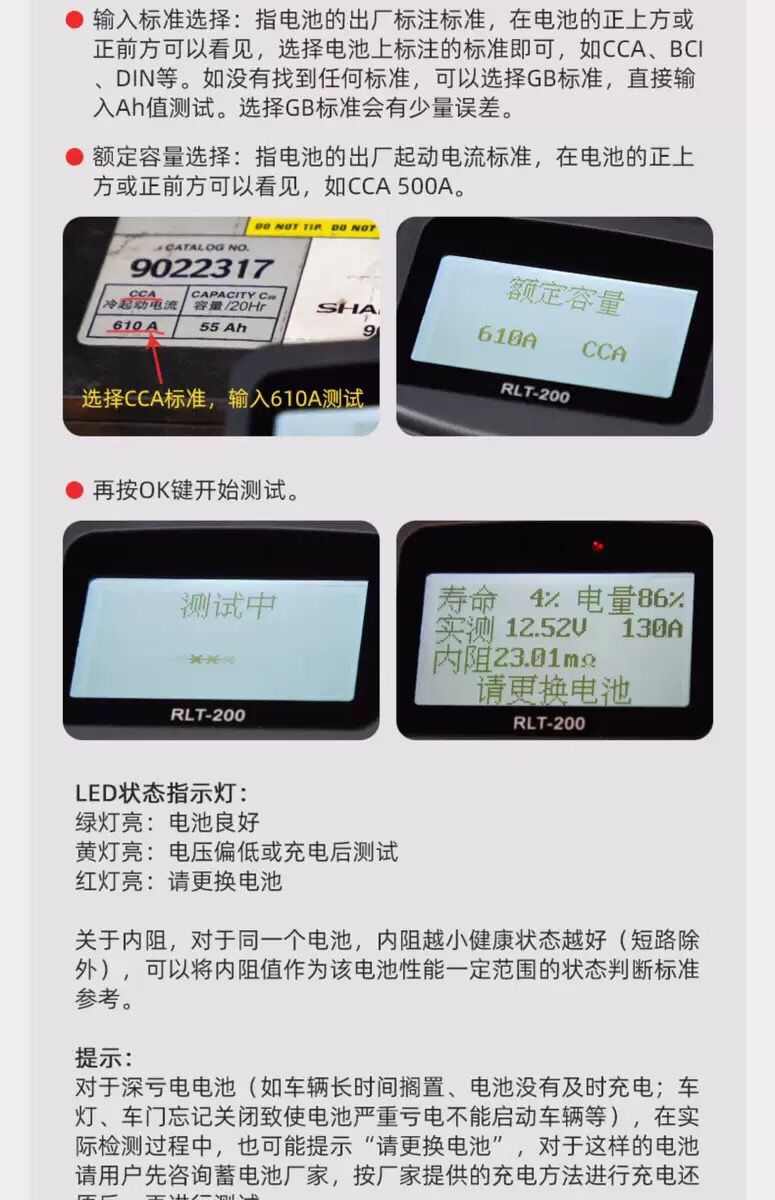 输入标准选择：指电池的出厂标注标准，在电池的正上方或
正前方可以看见，选择电池上标注的标准即可，如CCA、BCI
、DIN等。如没有找到任何标准，可以选择GB标准，直接输
入Ah值测试。选择GB标准会有少量误差。
额定容量选择：指电池的出厂起动电流标准，在电池的正上
方或正前方可以看见，如CCA 500A。
DO NOT TIP. DO NOT
CATALOG NO.
9022317
CCA
冷起动电流
CAPACITY C20
容量/20Hr
610 A
55 Ah
SHA
90
选择CCA标准，输入610A测试
额定容量
610A CCA
RLT-200
再按OK键开始测试。
测试中
RLT-200
寿命 4% 电量86%
实测 12.52V 130A
内阻23.01mΩ
请更换电池
RLT-200
LED状态指示灯：
绿灯亮：电池良好
黄灯亮：电压偏低或充电后测试
红灯亮：请更换电池
关于内阻，对于同一个电池，内阻越小健康状态越好（短路除
外），可以将内阻值作为该电池性能一定范围的状态判断标准
参考。
提示：
对于深亏电电池（如车辆长时间搁置、电池没有及时充电；车
灯、车门忘记关闭致使电池严重亏电不能启动车辆等），在实
际检测过程中，也可能提示“请更换电池”，对于这样的电池
请用户先咨询蓄电池厂家，按厂家提供的充电方法进行充电还
原后，再进行测试